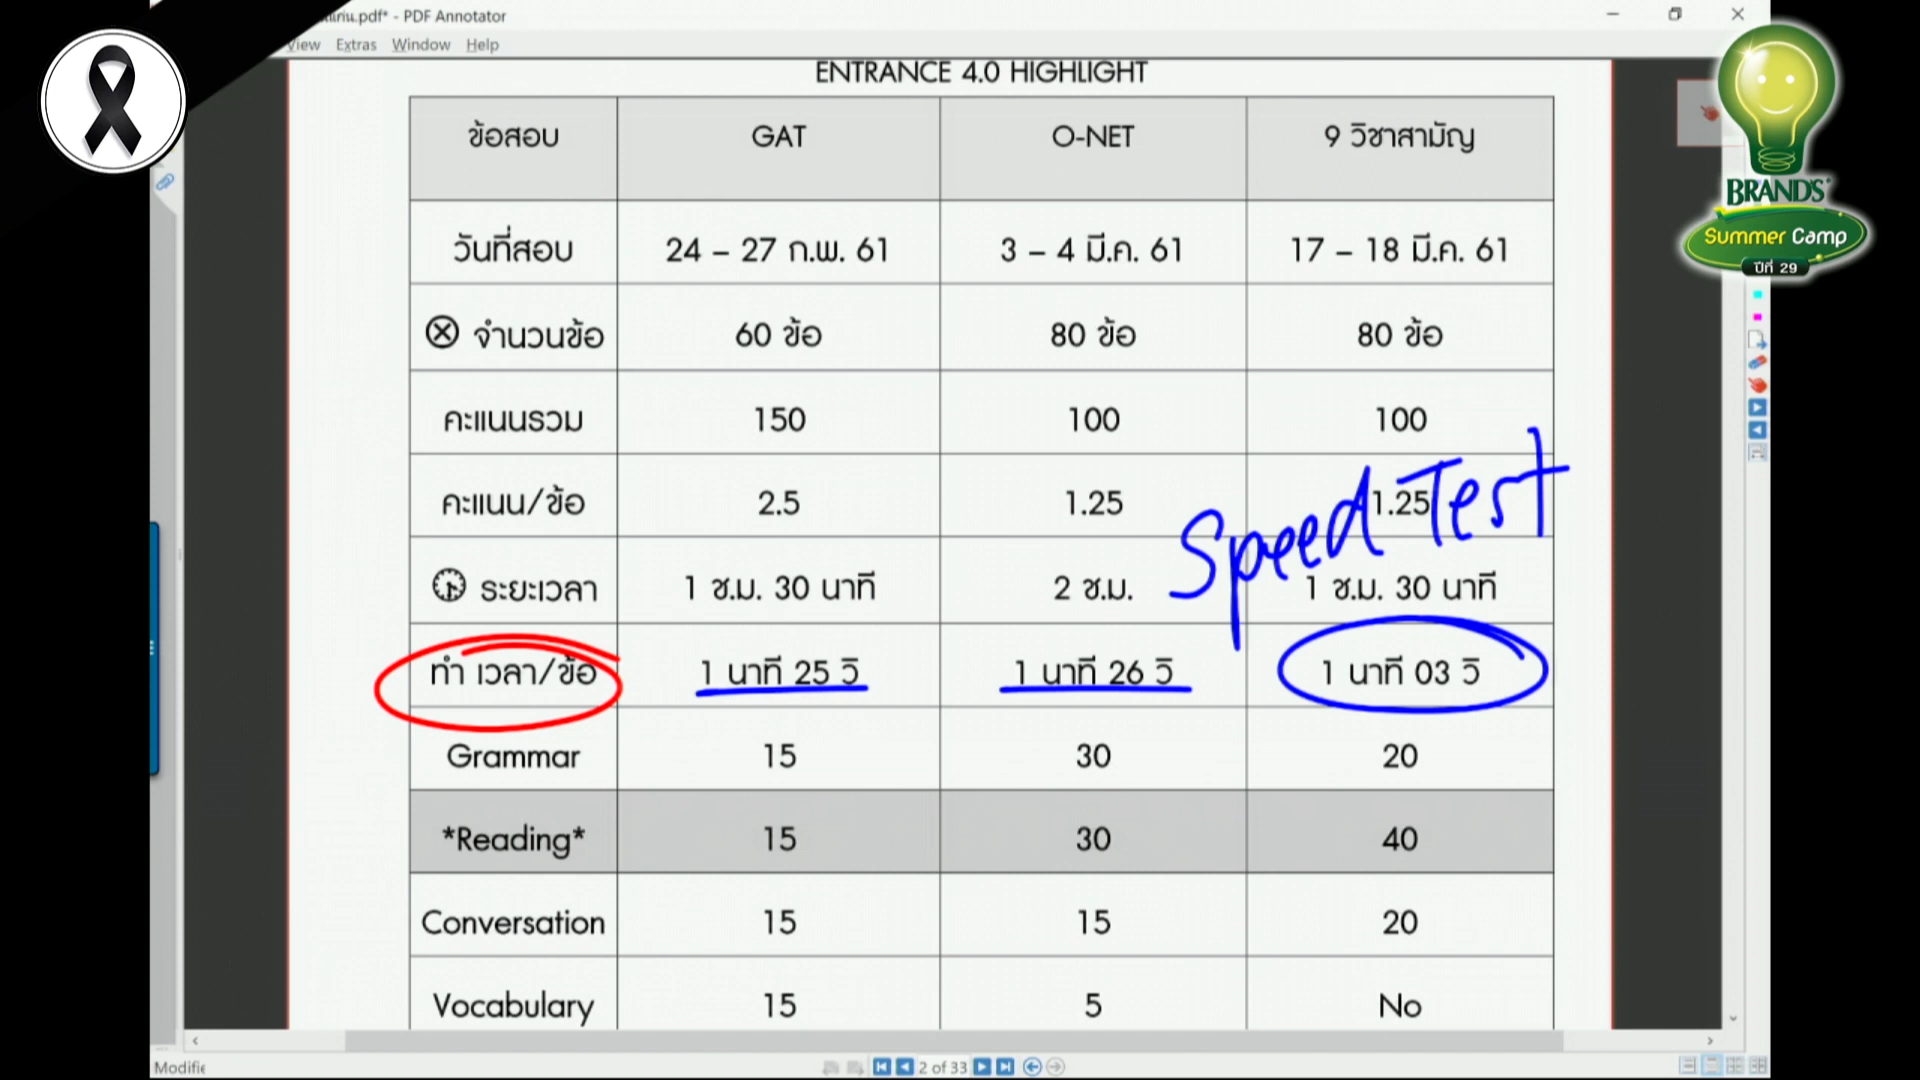 .pdf* - PDF Annotator
View Extras Window Help
ENTRANCE 4.0 HIGHLIGHT
ข้อสอบ GAT O-NET 9 วิชาสามัญ
วันที่สอบ 24 – 27 ก.พ. 61 3 – 4 มี.ค. 61 17 – 18 มี.ค. 61
จำนวนข้อ 60 ข้อ 80 ข้อ 80 ข้อ
คะแนนรวม 150 100 100
คะแนน/ข้อ 2.5 1.25 1.25
Speed Test
ระยะเวลา 1 ช.ม. 30 นาที 2 ช.ม. 1 ช.ม. 30 นาที
ทำ เวลา/ข้อ 1 นาที 25 วิ 1 นาที 26 วิ 1 นาที 03 วิ
Grammar 15 30 20
*Reading* 15 30 40
Conversation 15 15 20
Vocabulary 15 5 No
2 of 33
BRAND'S
Summer Camp
ปีที่ 29